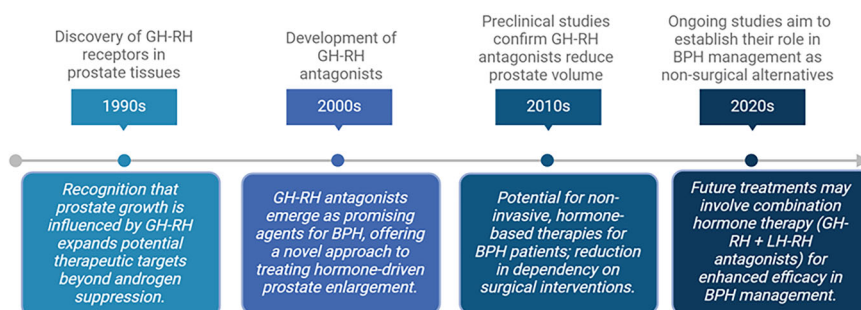 Discovery of GH-RH
receptors in
prostate tissues
1990s
Recognition that
prostate growth is
influenced by GH-RH
expands potential
therapeutic targets
beyond androgen
suppression.
Development of
GH-RH
antagonists
2000s
GH-RH antagonists
emerge as promising
agents for BPH, offering
a novel approach to
treating hormone-driven
prostate enlargement.
Preclinical studies
confirm GH-RH
antagonists reduce
prostate volume
2010s
Potential for non-
invasive, hormone-
based therapies for
BPH patients; reduction
in dependency on
surgical interventions.
Ongoing studies aim to
establish their role in
BPH management as
non-surgical alternatives
2020s
Future treatments may
involve combination
hormone therapy (GH-
RH + LH-RH
antagonists) for
enhanced efficacy in
BPH management.